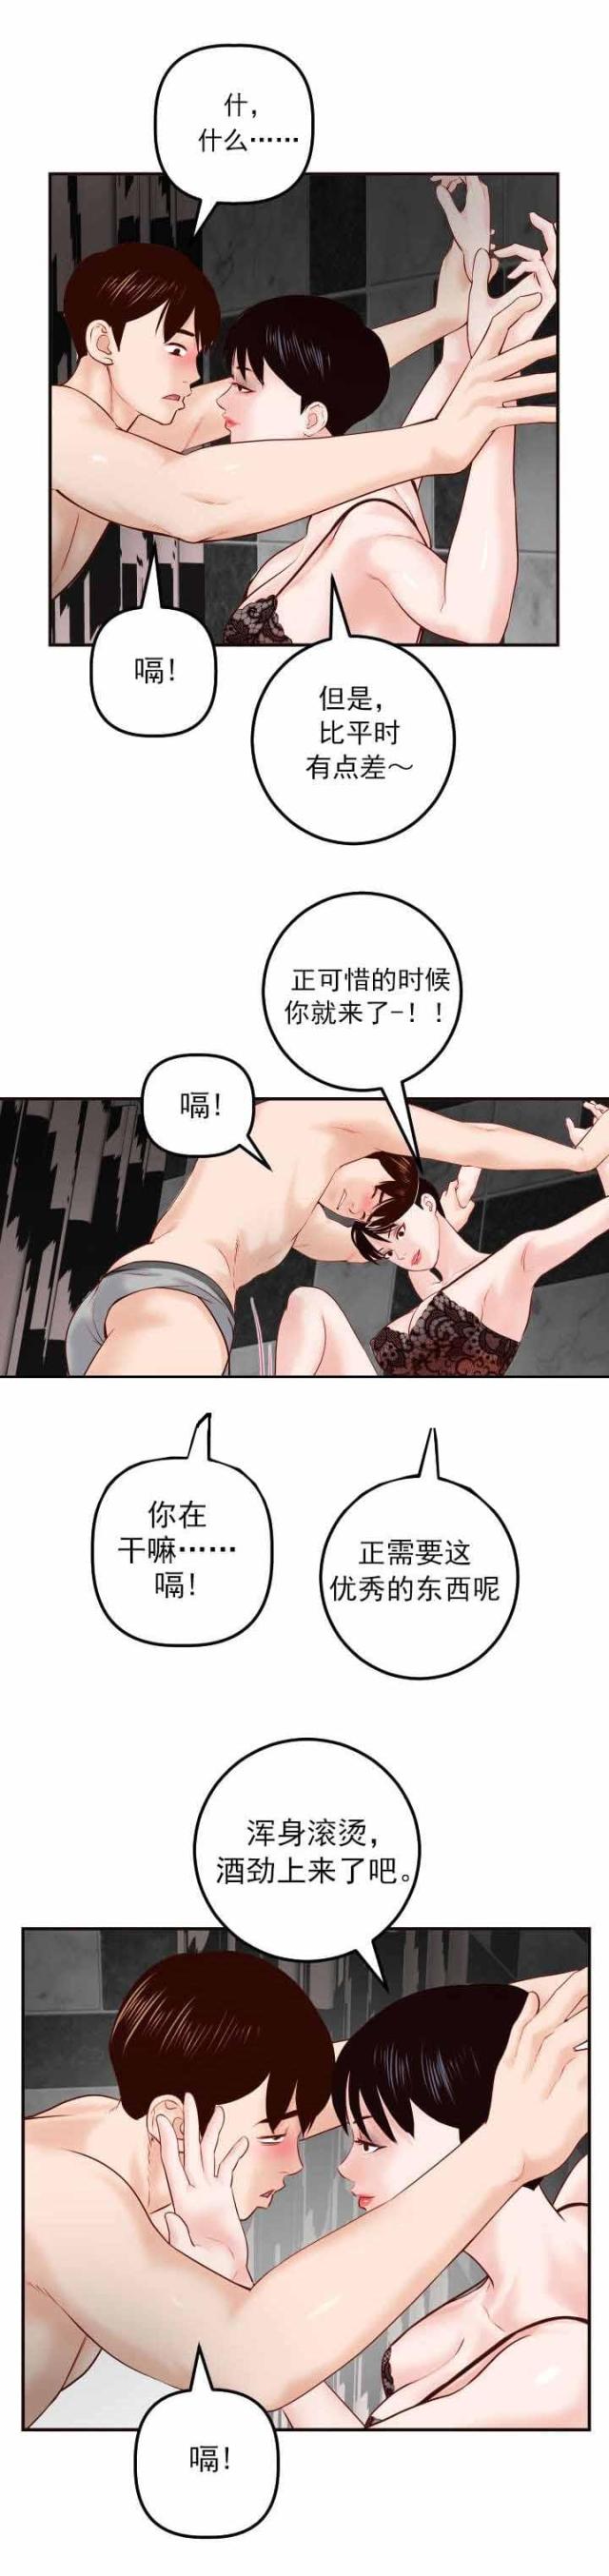 什，
什么……
嗝！
但是，
比平时
有点差～
正可惜的时候
你就来了-！！
嗝！
你在
干嘛……
嗝！
正需要这
优秀的东西呢
浑身滚烫，
酒劲上来了吧。
嗝！